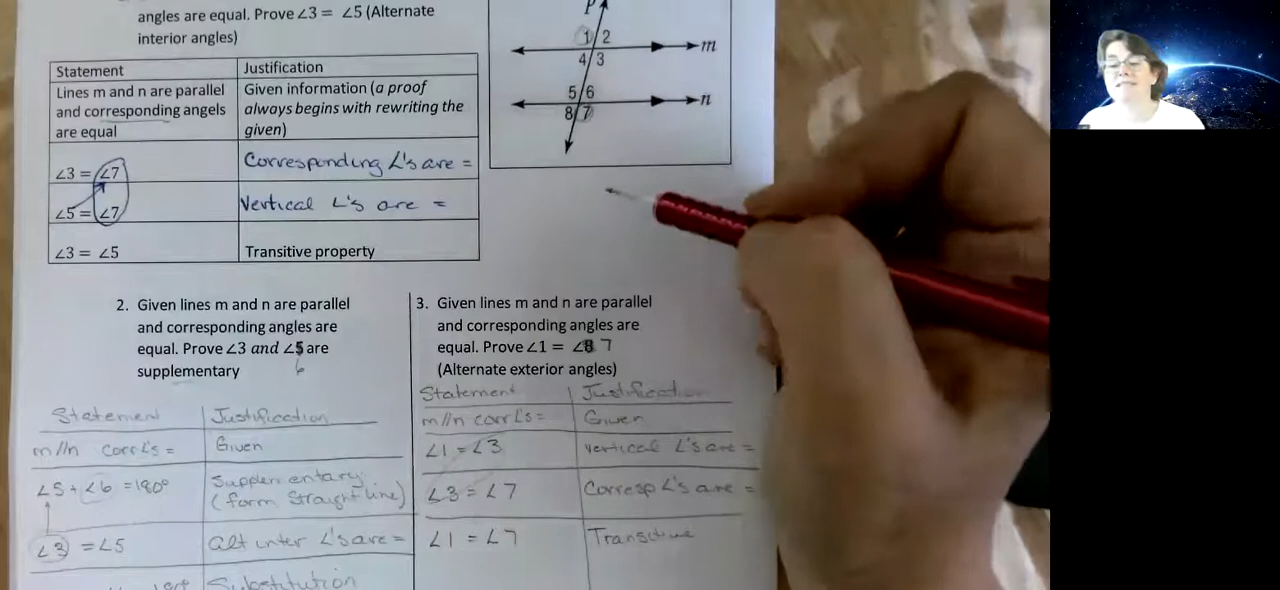 angles are equal. Prove ∠3 = ∠5 (Alternate
interior angles)
Statement Justification
Lines m and n are parallel
and corresponding angels
are equal
Given information (a proof
always begins with rewriting the
given)
∠3 = ∠7 Corresponding ∠'s are =
∠5 = ∠7 Vertical ∠'s are =
∠3 = ∠5 Transitive property
P
1 2
m
4 3
5 6
n
8 7
2. Given lines m and n are parallel
and corresponding angles are
equal. Prove ∠3 and ∠5 are
supplementary 6
Statement Justification
m//n corr∠'s = Given
∠5 + ∠6 = 180° Supplementary
(form straight line)
∠3 = ∠5 alt inter ∠'s are =
Substitution
3. Given lines m and n are parallel
and corresponding angles are
equal. Prove ∠1 = ∠8 7
(Alternate exterior angles)
Statement Justification
m//n corr∠'s = Given
∠1 = ∠3 Vertical ∠'s are =
∠3 = ∠7 Corresp ∠'s are =
∠1 = ∠7 Transitive